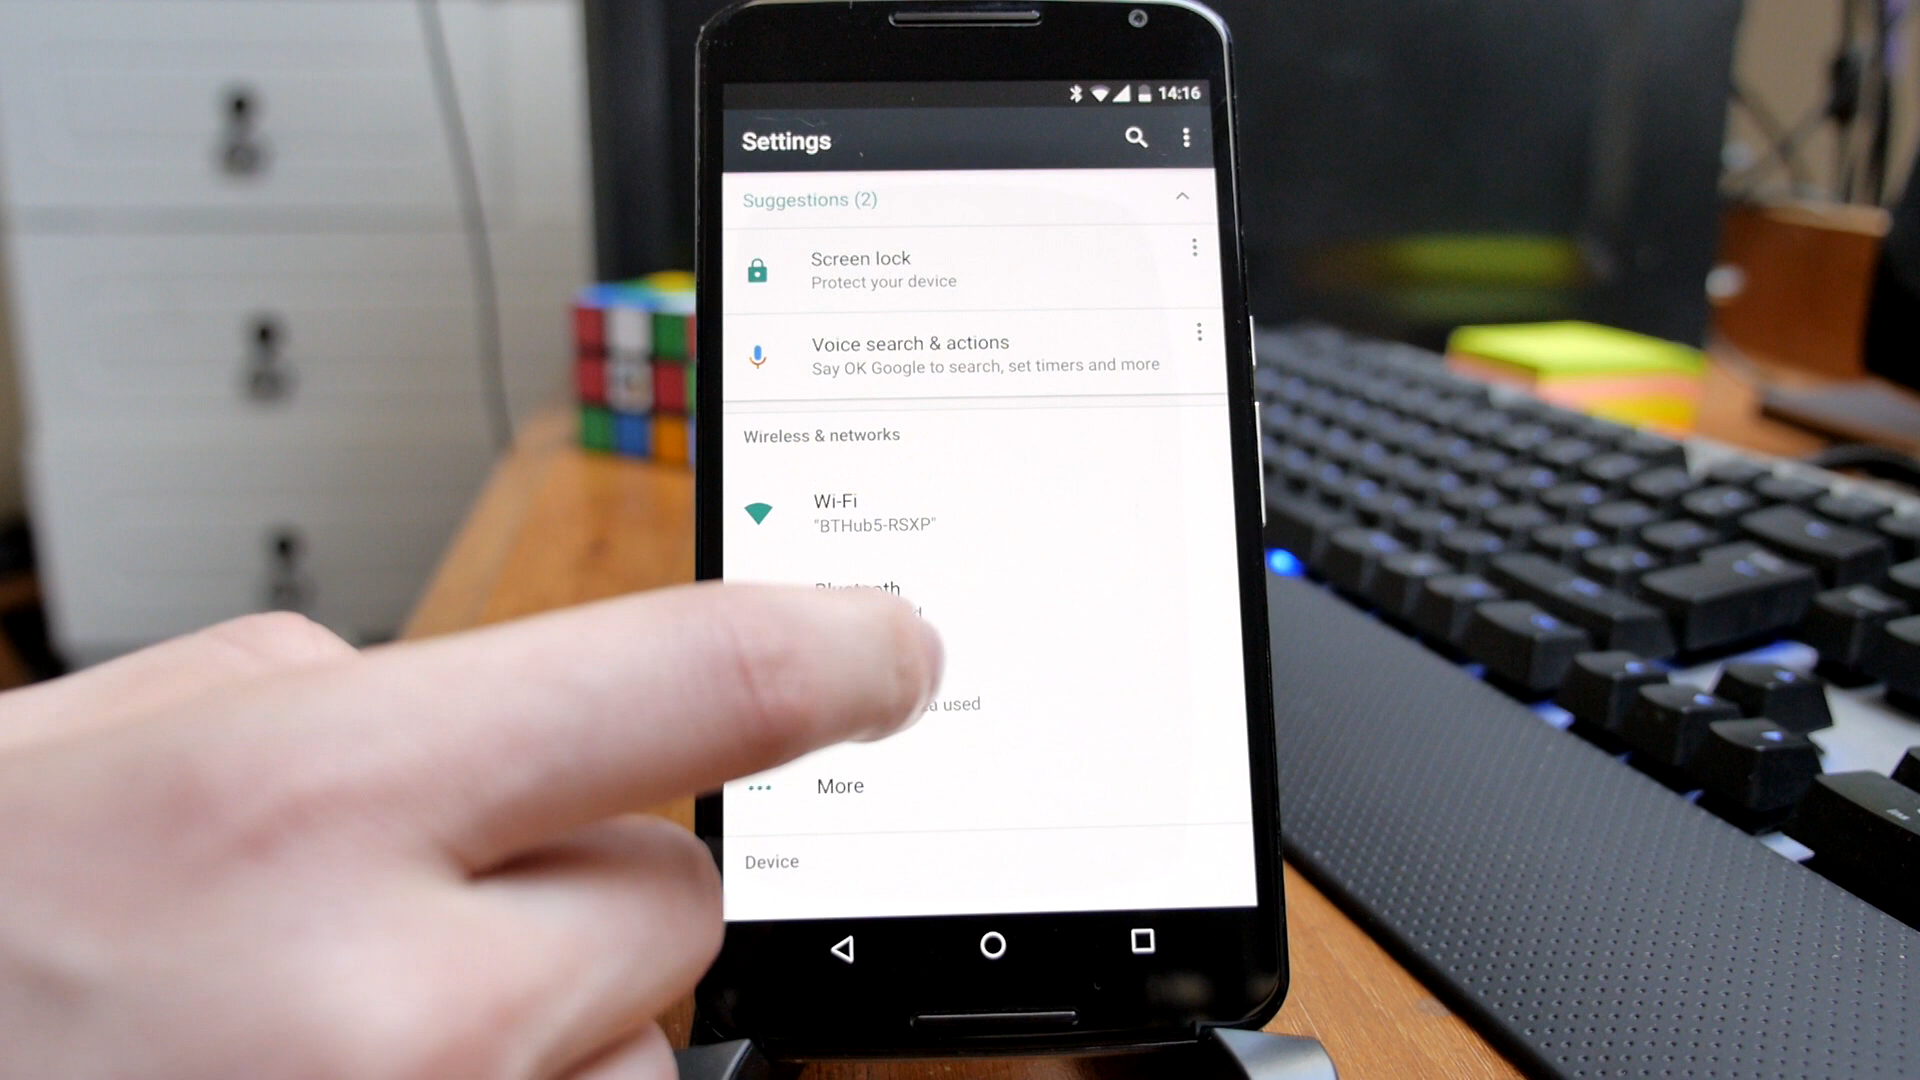 14:16
Settings
Suggestions (2)
Screen lock
Protect your device
Voice search & actions
Say OK Google to search, set timers and more
Wireless & networks
Wi-Fi
"BTHub5-RSXP"
Bluetooth
used
More
Device